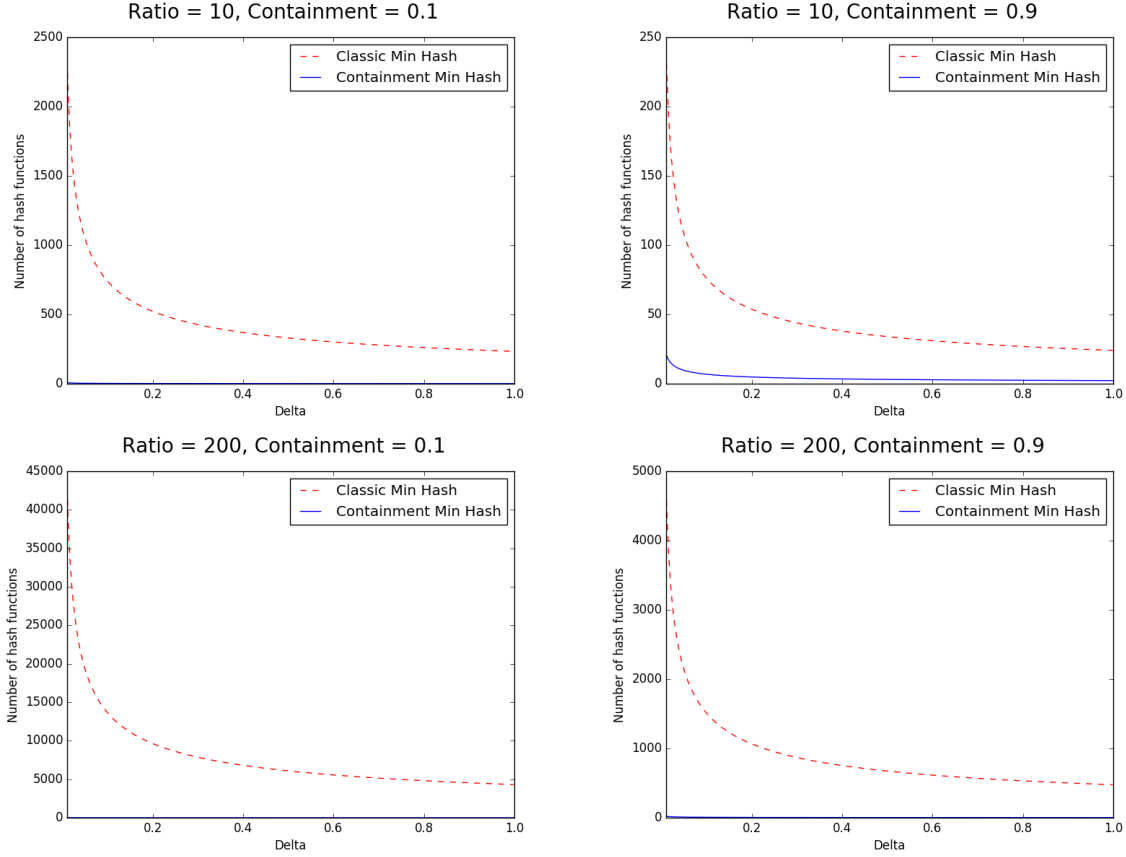 Ratio = 10, Containment = 0.1
2500
2000
1500
1000
500
0
Number of hash functions
Classic Min Hash
Containment Min Hash
0.2
0.4
0.6
0.8
1.0
Delta
Ratio = 10, Containment = 0.9
250
200
150
100
50
0
Number of hash functions
Classic Min Hash
Containment Min Hash
0.2
0.4
0.6
0.8
1.0
Delta
Ratio = 200, Containment = 0.1
45000
40000
35000
30000
25000
20000
15000
10000
5000
0
Number of hash functions
Classic Min Hash
Containment Min Hash
0.2
0.4
0.6
0.8
1.0
Delta
Ratio = 200, Containment = 0.9
5000
4000
3000
2000
1000
0
Number of hash functions
Classic Min Hash
Containment Min Hash
0.2
0.4
0.6
0.8
1.0
Delta